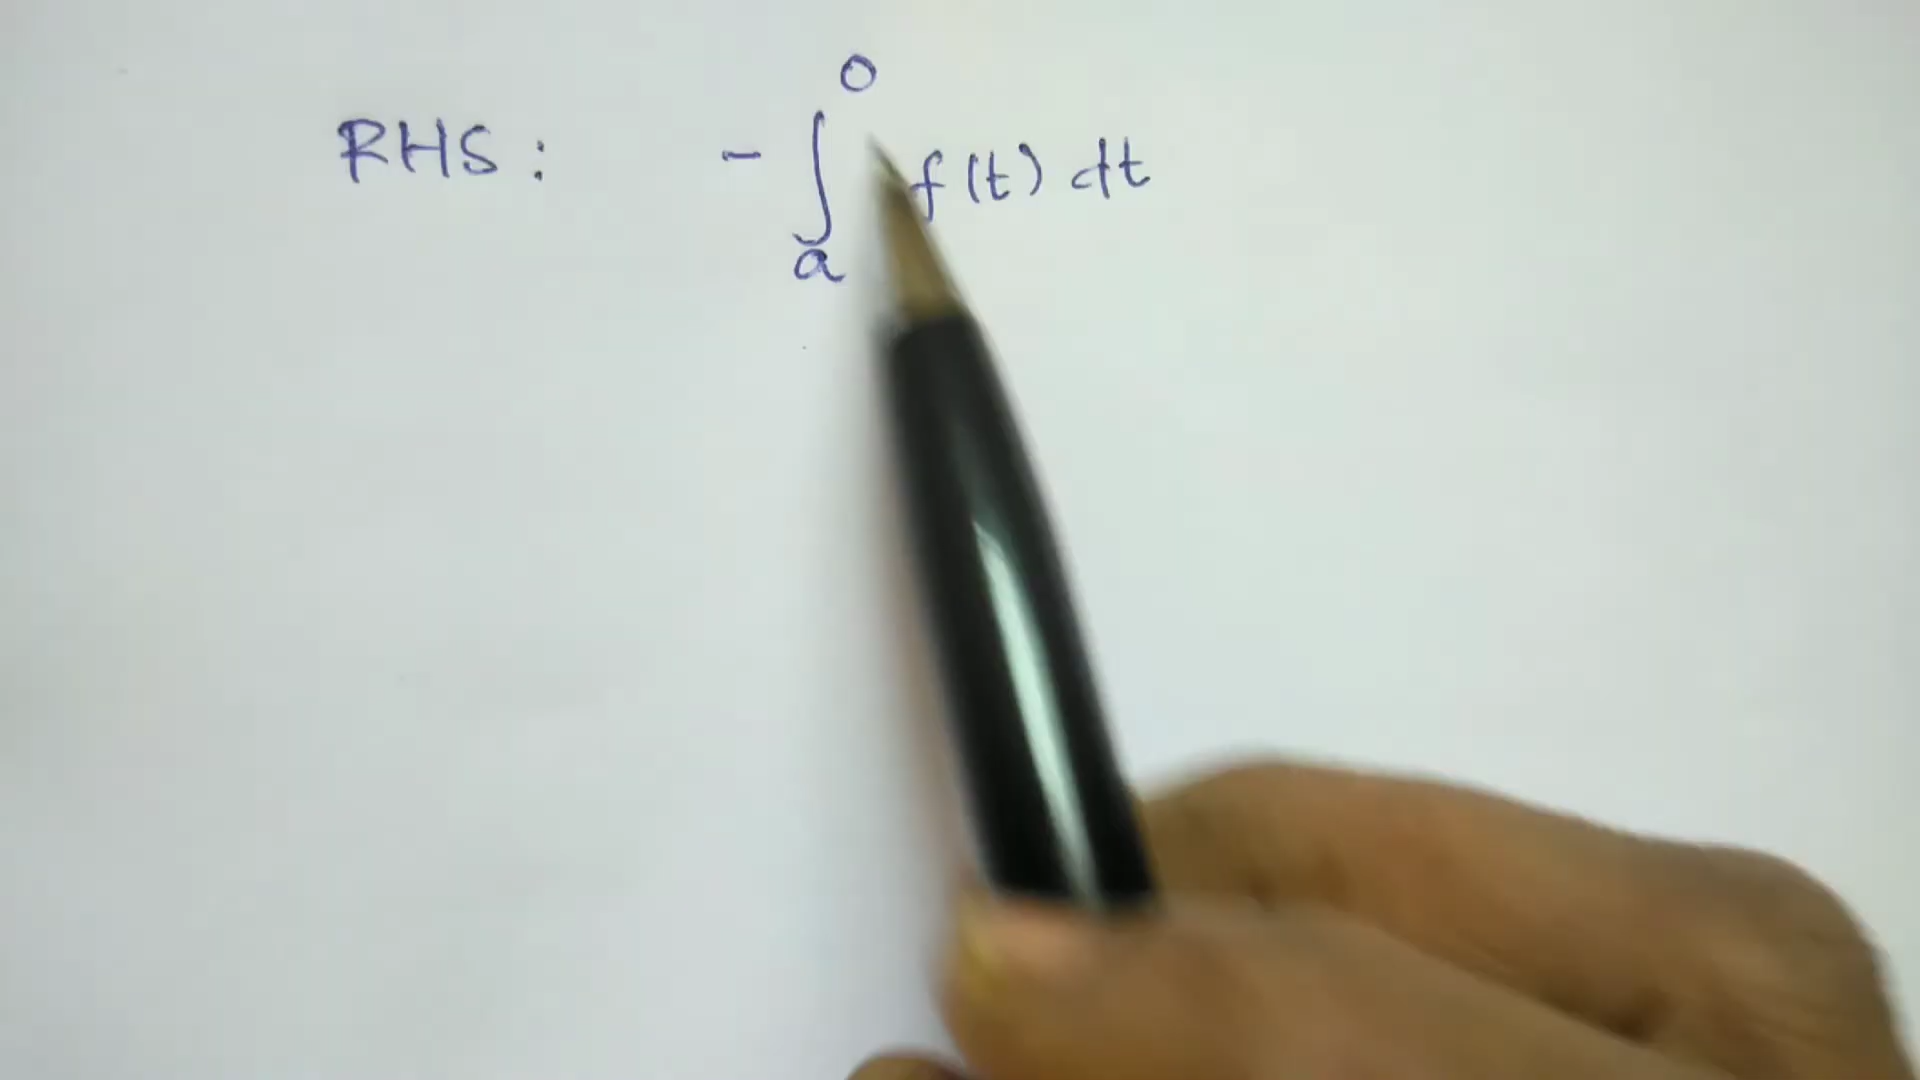 RHS : - ∫ₐ⁰ f(t) dt